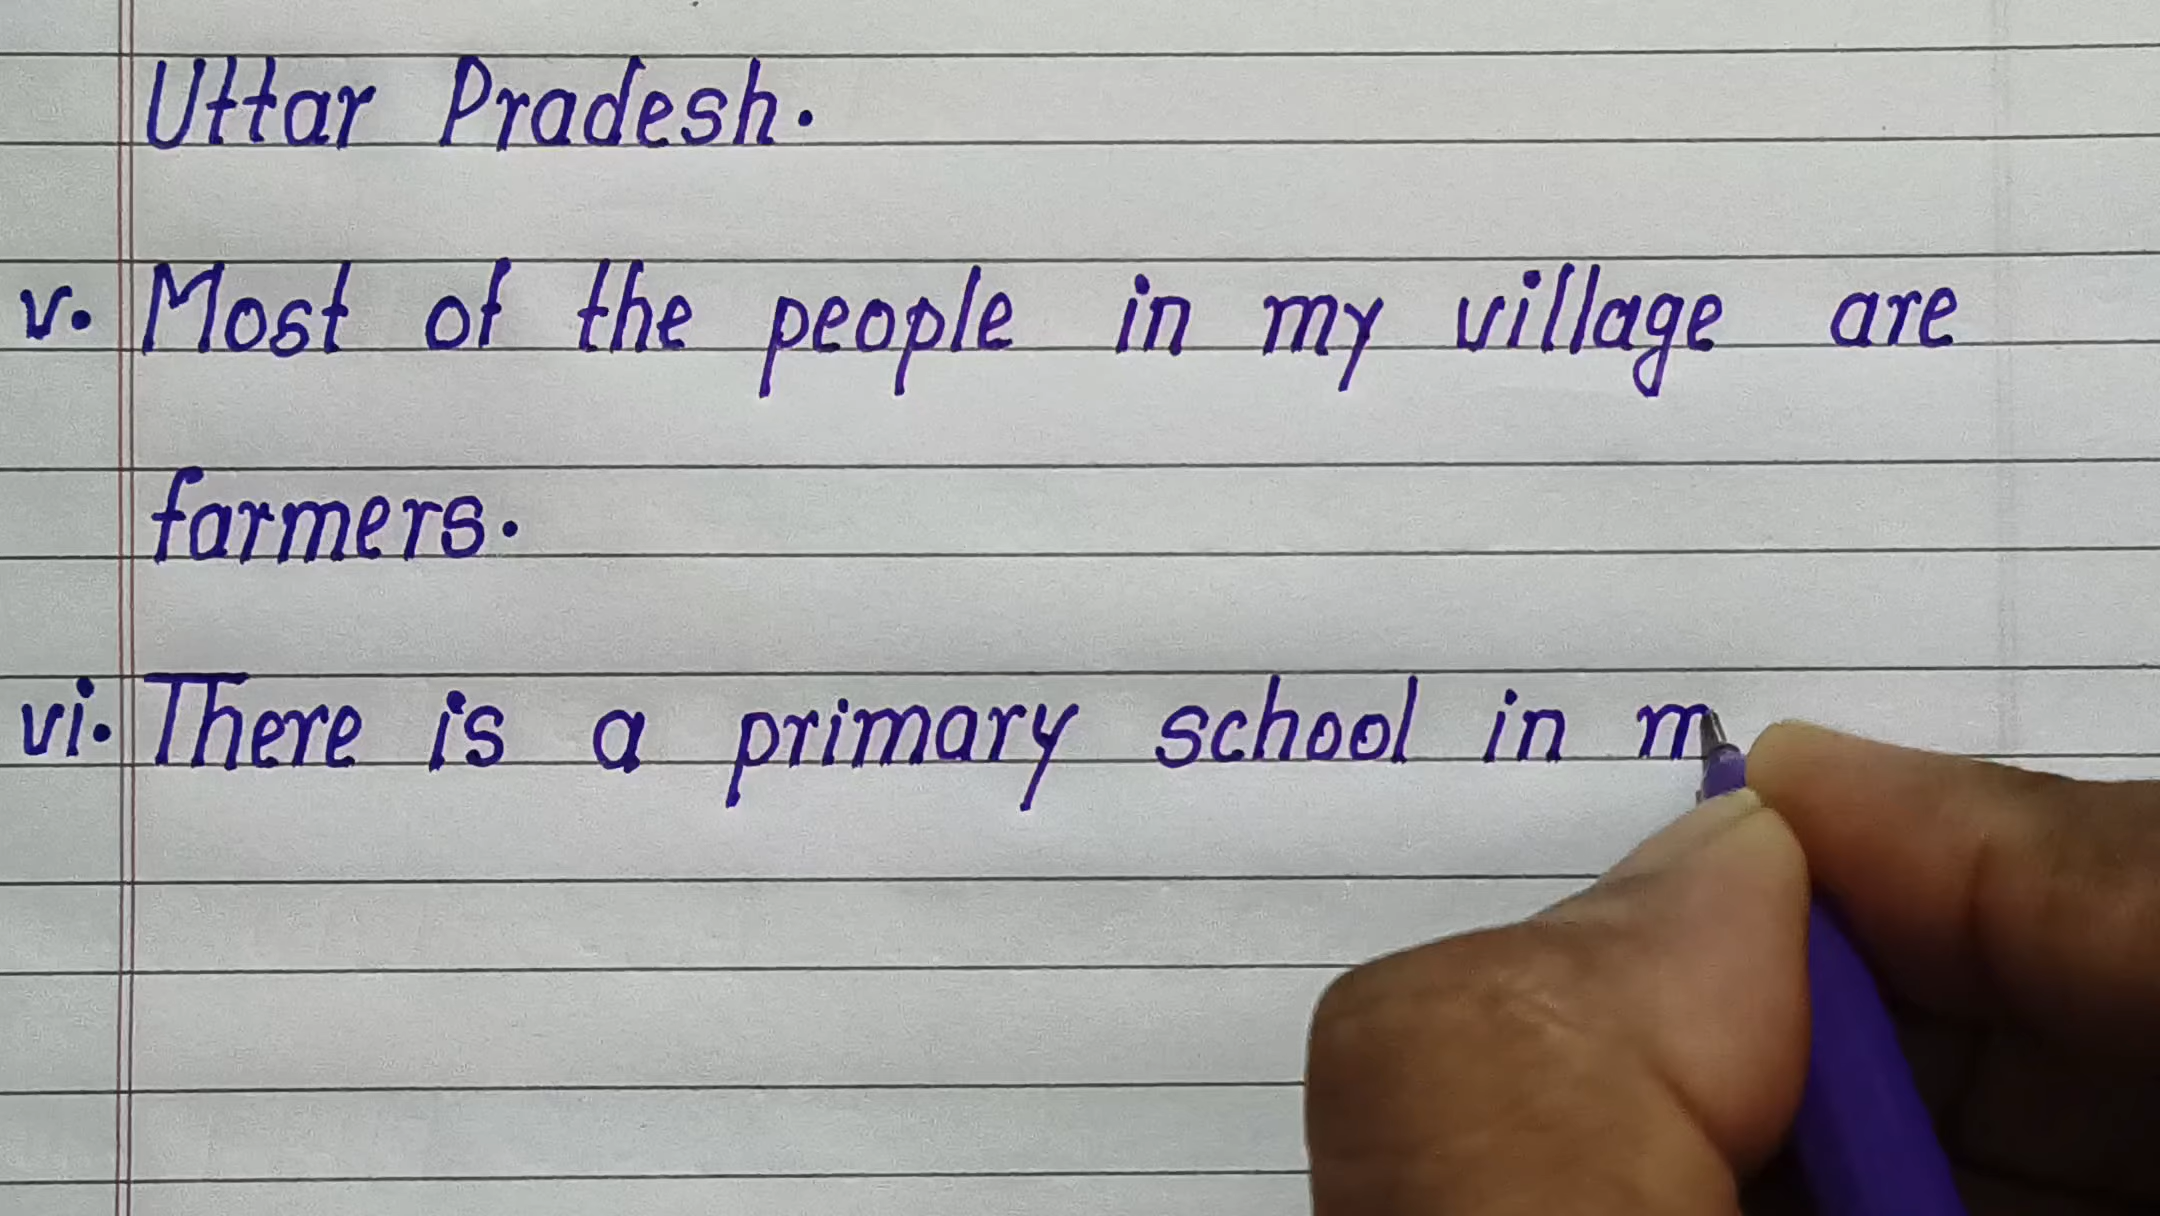 Uttar Pradesh.
v. Most of the people in my village are
farmers.
vi. There is a primary school in m